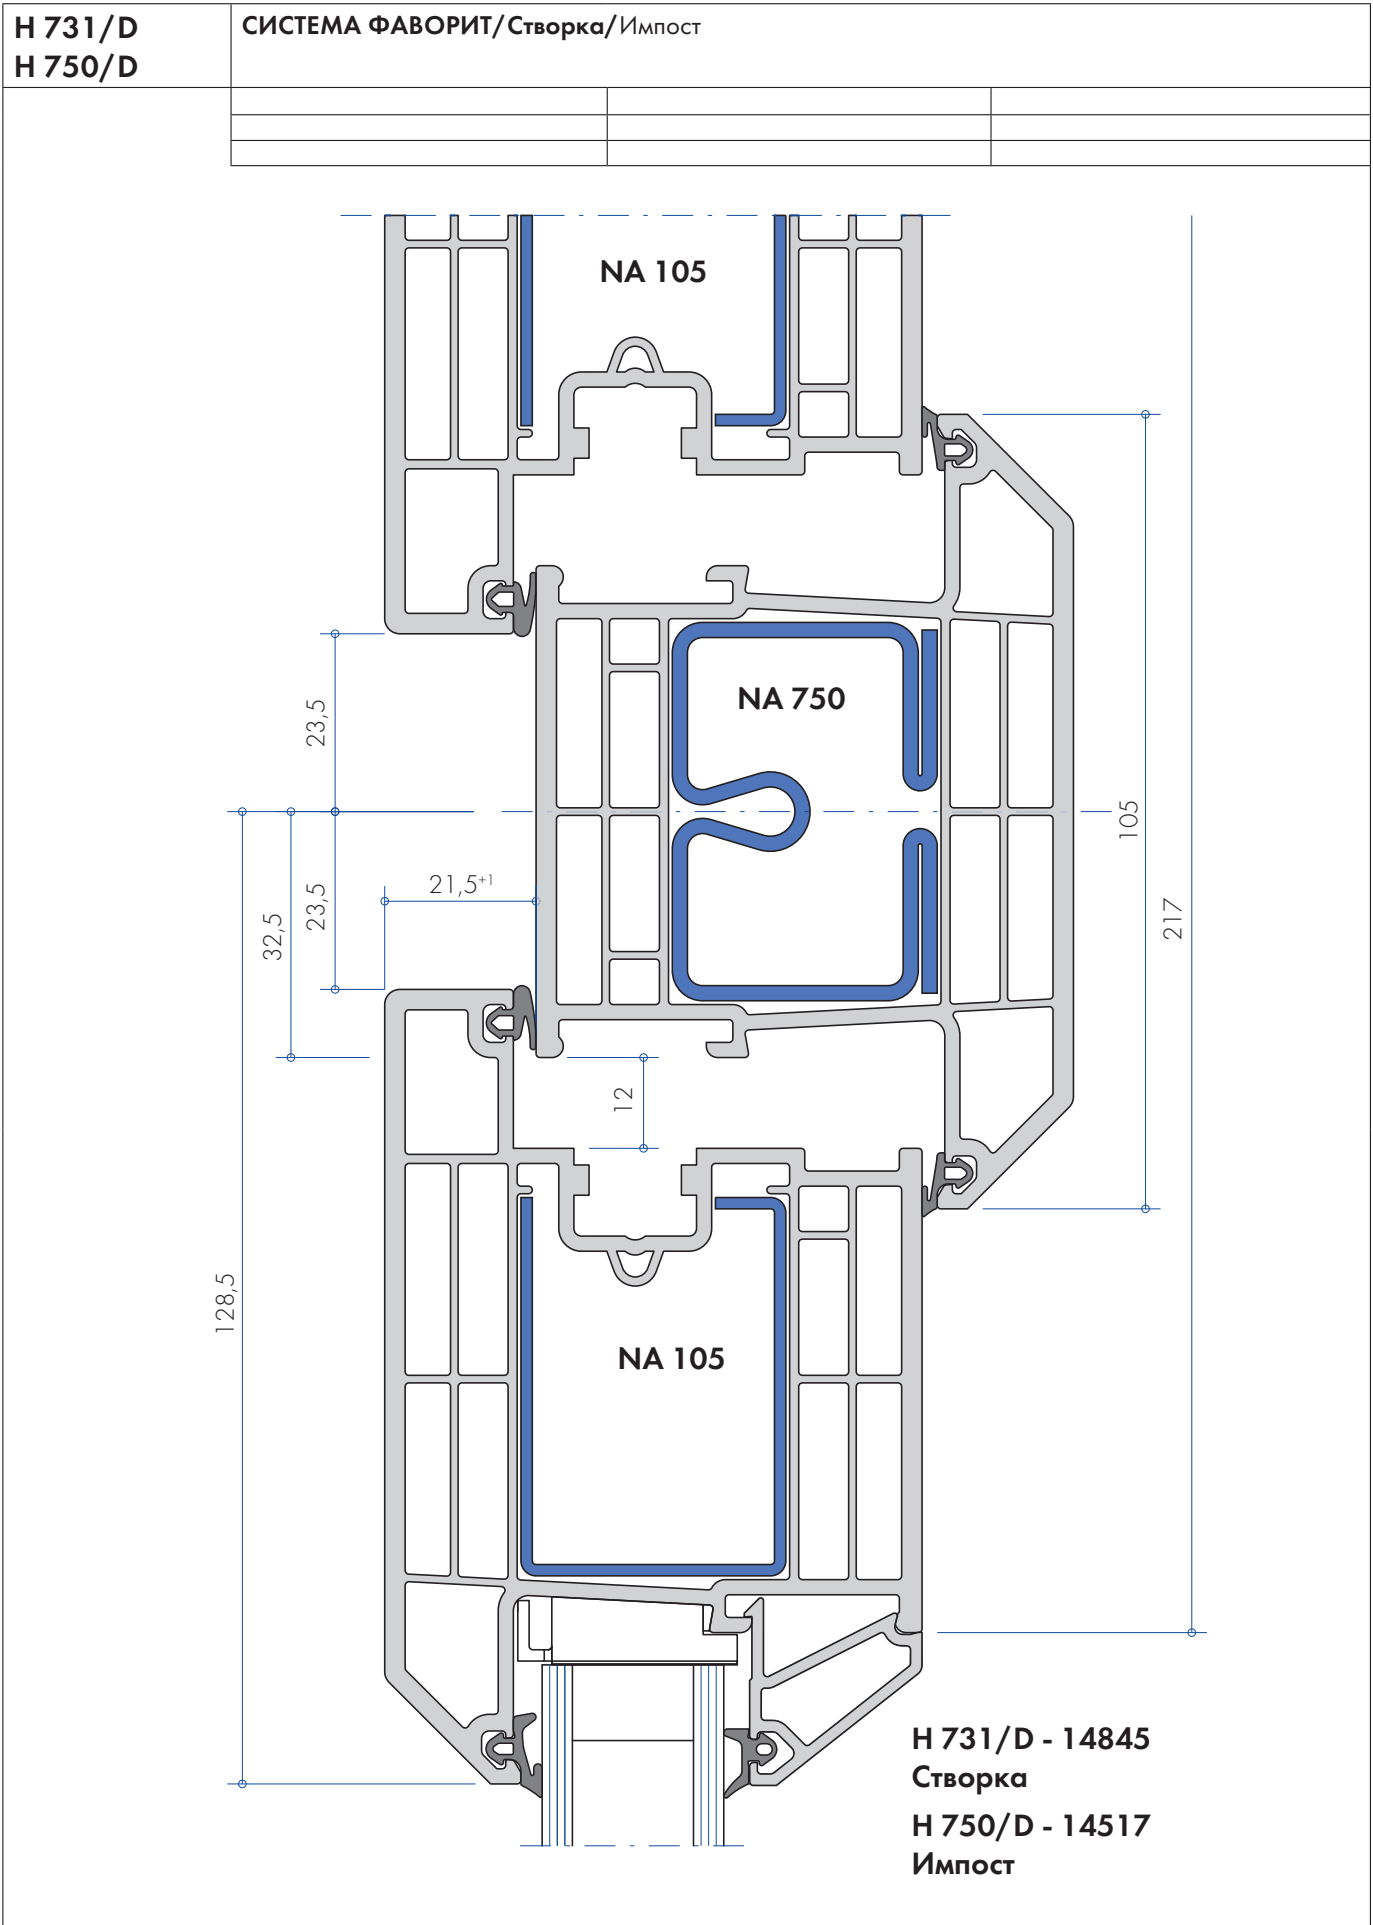 H 731/D
H 750/D
СИСТЕМА ФАВОРИТ/Створка/Импост
NA 105
NA 750
23,5
105
21,5+1
23,5
32,5
217
12
128,5
NA 105
H 731/D - 14845
Створка
H 750/D - 14517
Импост